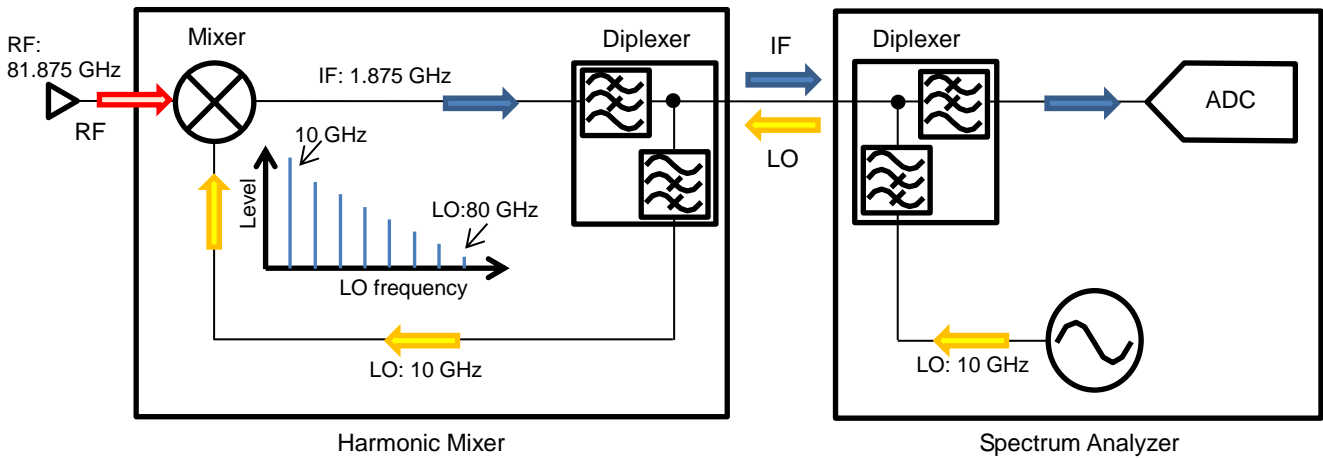 RF:
81.875 GHz
RF
Mixer
IF: 1.875 GHz
Diplexer
10 GHz
Level
LO:80 GHz
LO frequency
LO: 10 GHz
Harmonic Mixer
IF
LO
Diplexer
ADC
LO: 10 GHz
Spectrum Analyzer